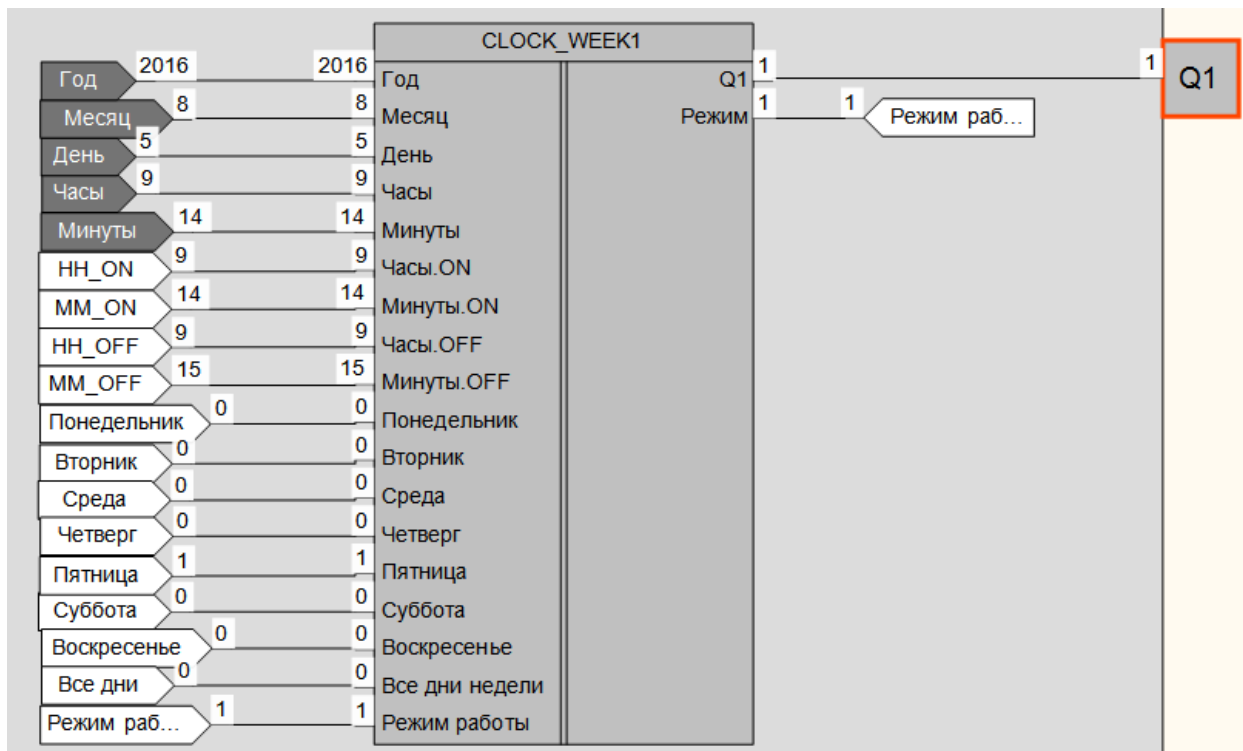 CLOCK_WEEK1
Год 2016 2016 Год Q1 1 1 Q1
Месяц 8 8 Месяц Режим 1 1 Режим раб...
День 5 5 День
Часы 9 9 Часы
Минуты 14 14 Минуты
HH_ON 9 9 Часы.ON
MM_ON 14 14 Минуты.ON
HH_OFF 9 9 Часы.OFF
MM_OFF 15 15 Минуты.OFF
Понедельник 0 0 Понедельник
Вторник 0 0 Вторник
Среда 0 0 Среда
Четверг 0 0 Четверг
Пятница 1 1 Пятница
Суббота 0 0 Суббота
Воскресенье 0 0 Воскресенье
Все дни 0 0 Все дни недели
Режим раб... 1 1 Режим работы